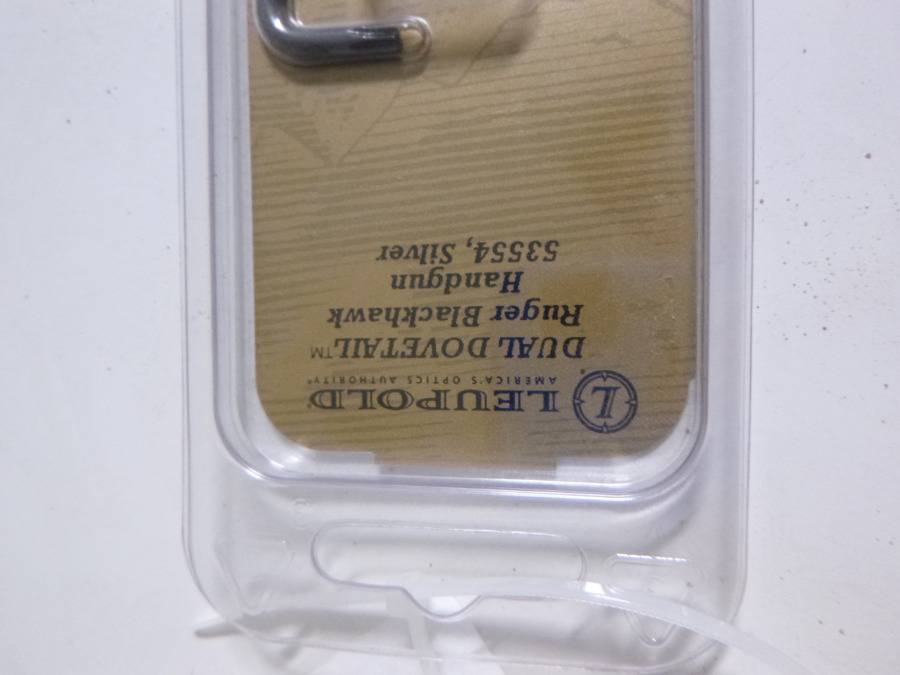 LEUPOLD®
AMERICA'S OPTICS AUTHORITY®
DUAL DOVETAIL™
Ruger Blackhawk
Handgun
53554, Silver